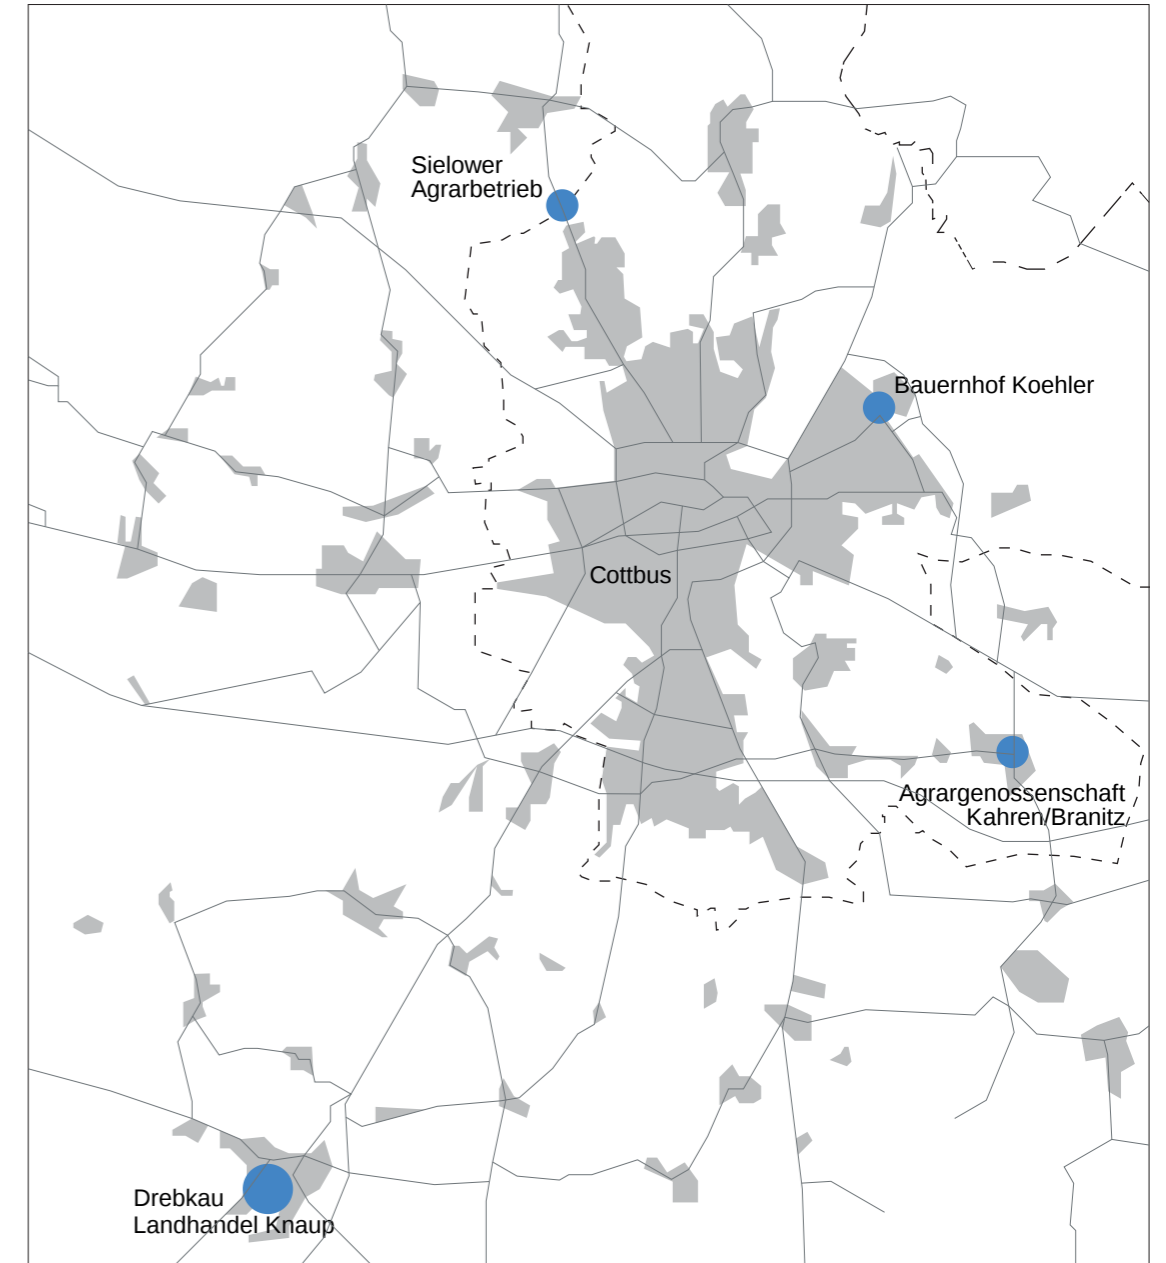 Sielower
Agrarbetrieb
Bauernhof Koehler
Cottbus
Agrargenossenschaft
Kahren/Branitz
Drebkau
Landhandel Knaup